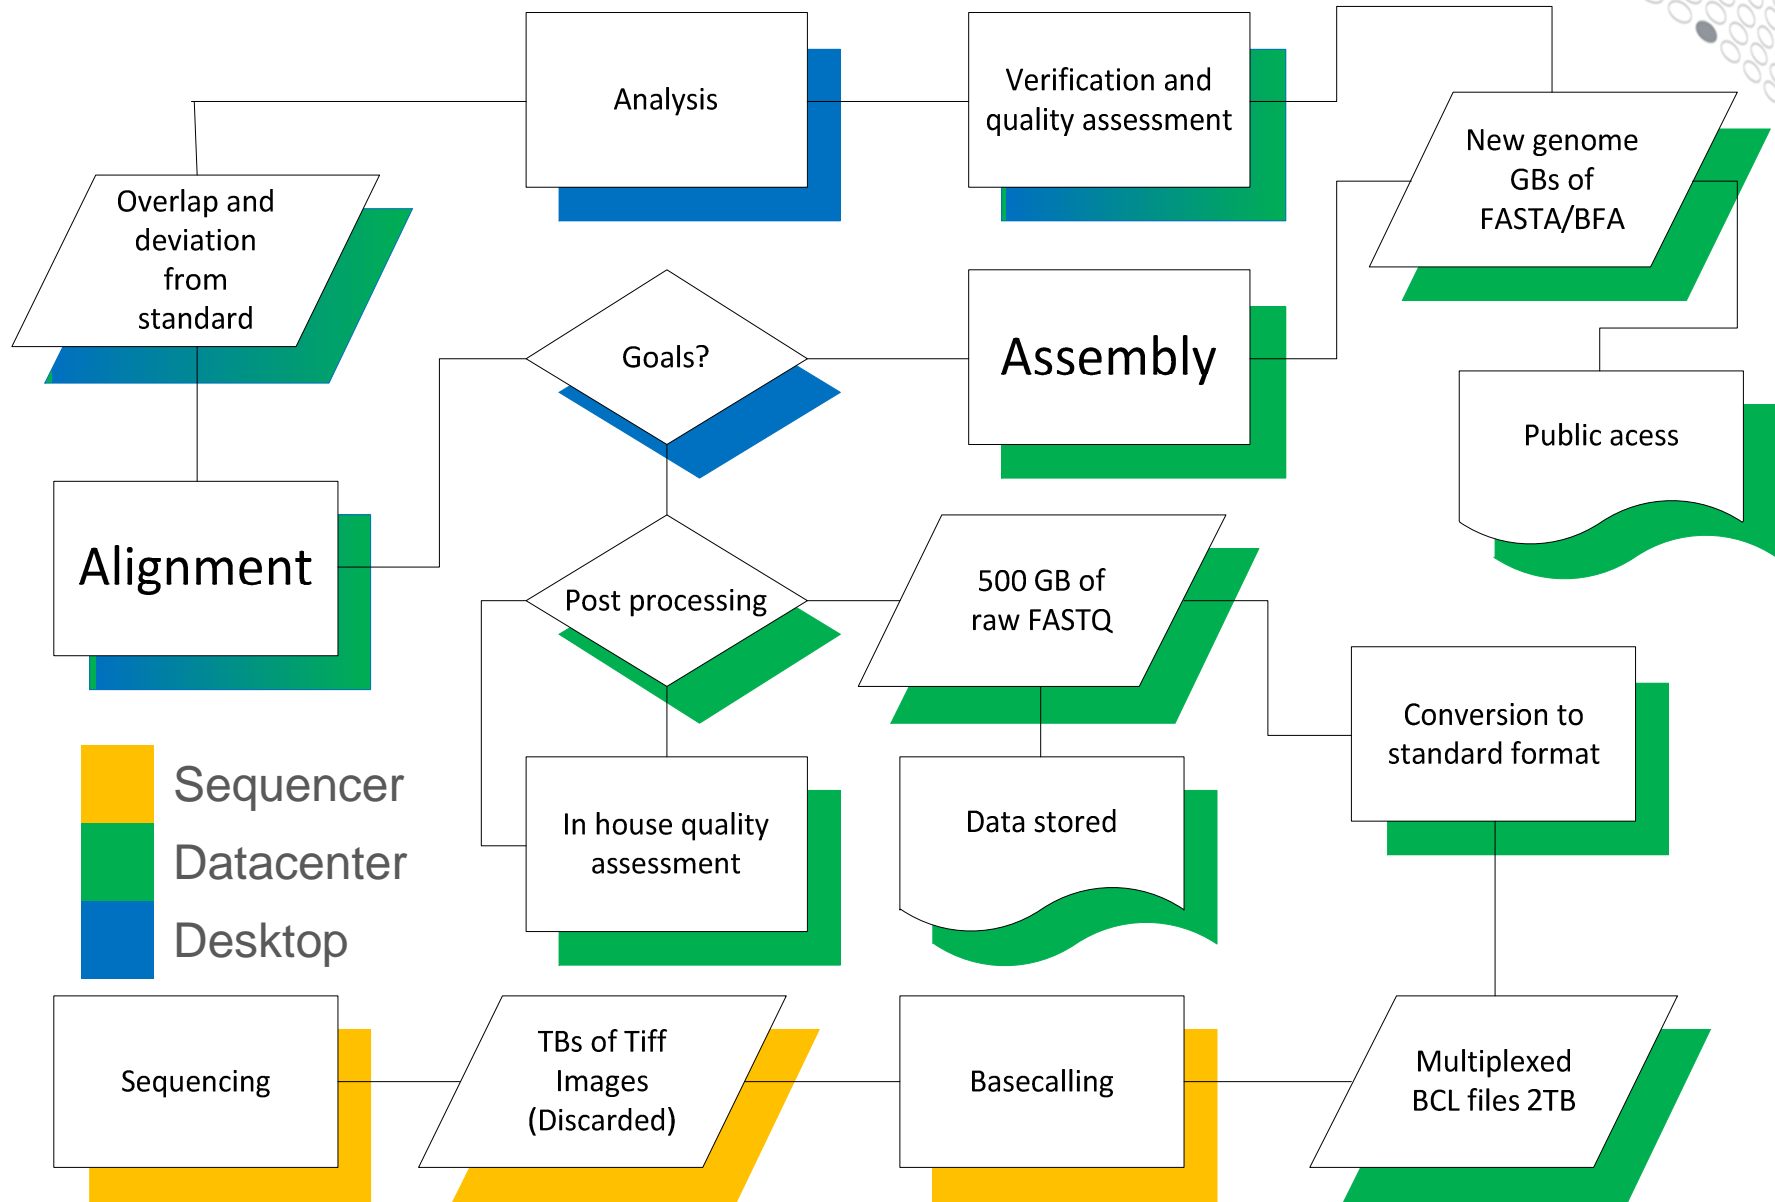 Analysis
Verification and
quality assessment
New genome
GBs of
FASTA/BFA
Overlap and
deviation
from
standard
Goals?
Assembly
Public acess
Alignment
Post processing
500 GB of
raw FASTQ
Conversion to
standard format
Sequencer
Datacenter
Desktop
In house quality
assessment
Data stored
Sequencing
TBs of Tiff
Images
(Discarded)
Basecalling
Multiplexed
BCL files 2TB